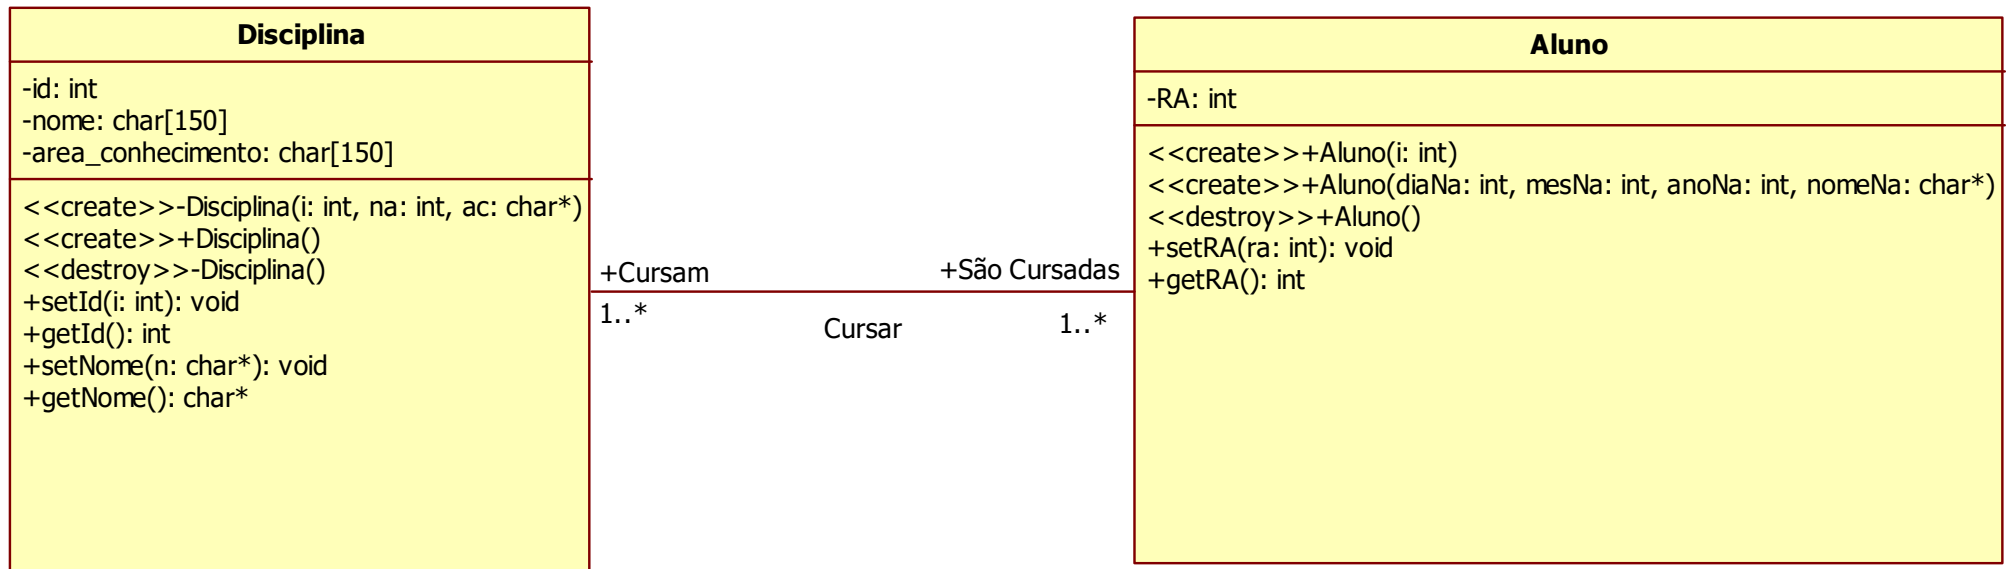 Disciplina
-id: int
-nome: char[150]
-area_conhecimento: char[150]
<<create>>-Disciplina(i: int, na: int, ac: char*)
<<create>>+Disciplina()
<<destroy>>-Disciplina()
+setId(i: int): void
+getId(): int
+setNome(n: char*): void
+getNome(): char*
+Cursam
1..*
Cursar
+São Cursadas
1..*
Aluno
-RA: int
<<create>>+Aluno(i: int)
<<create>>+Aluno(diaNa: int, mesNa: int, anoNa: int, nomeNa: char*)
<<destroy>>+Aluno()
+setRA(ra: int): void
+getRA(): int